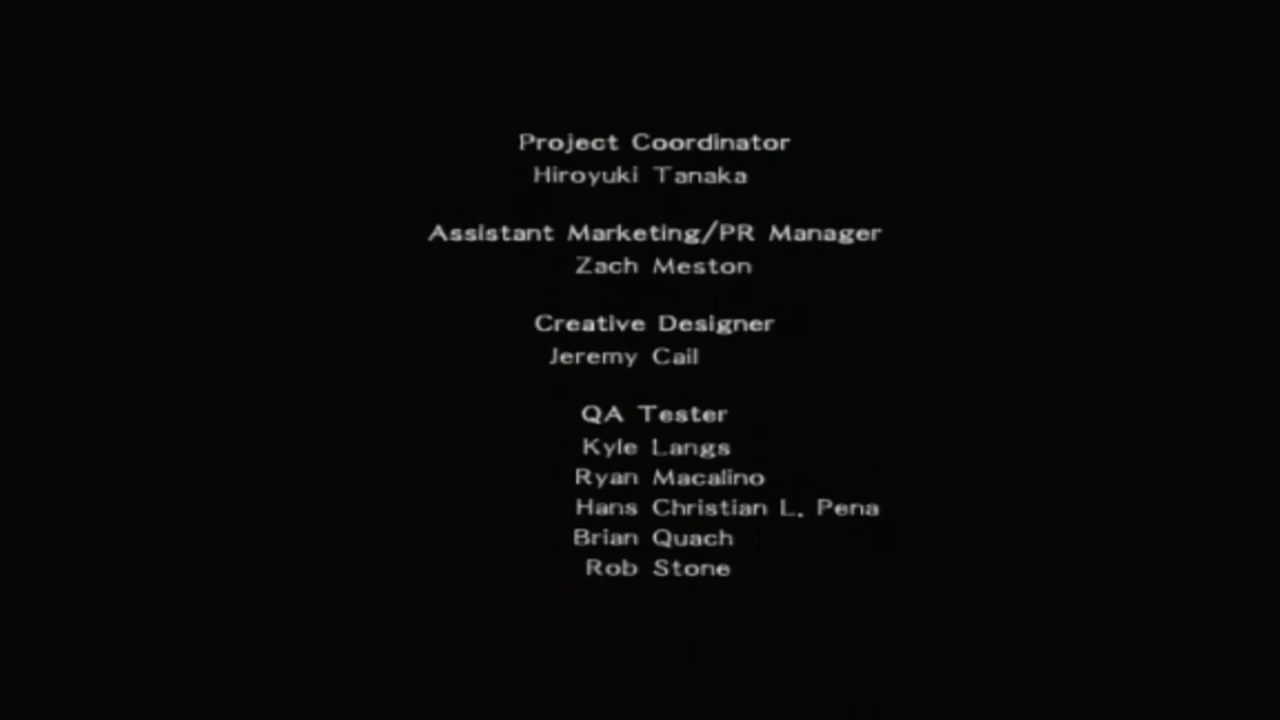 Project Coordinator
Hiroyuki Tanaka
Assistant Marketing/PR Manager
Zach Meston
Creative Designer
Jeremy Cail
QA Tester
Kyle Langs
Ryan Macalino
Hans Christian L. Pena
Brian Quach
Rob Stone